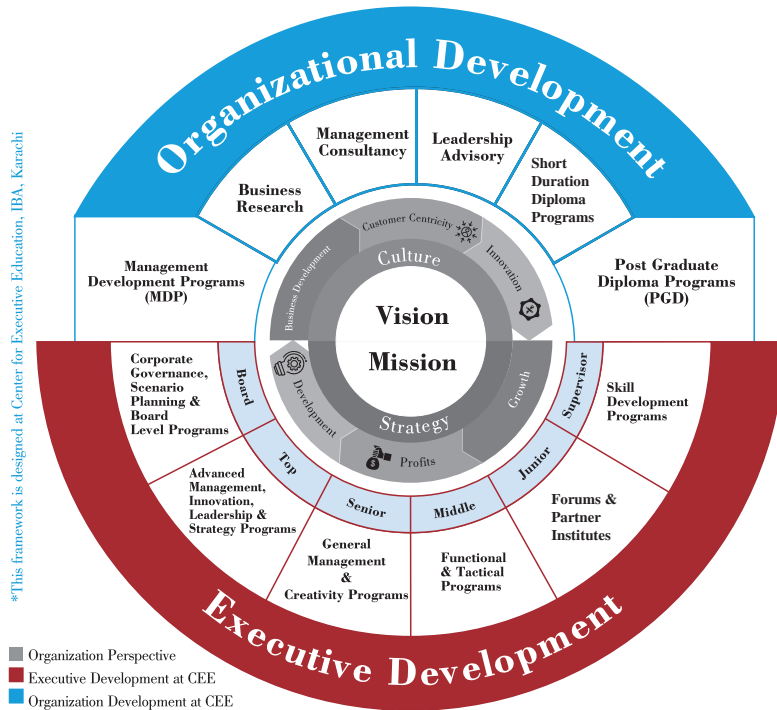 Organizational Development
Management
Development Programs
(MDP)
Business
Research
Management
Consultancy
Leadership
Advisory
Short
Duration
Diploma
Programs
Post Graduate
Diploma Programs
(PGD)
Business Development
Customer Centricity
Innovation
Culture
Vision
Mission
Strategy
Development
Profits
Growth
Board
Top
Senior
Middle
Junior
Supervisor
Corporate
Governance,
Scenario
Planning &
Board
Level Programs
Advanced
Management,
Innovation,
Leadership &
Strategy Programs
General
Management
&
Creativity Programs
Functional
& Tactical
Programs
Forums &
Partner
Institutes
Skill
Development
Programs
Executive Development
*This framework is designed at Center for Executive Education, IBA, Karachi
Organization Perspective
Executive Development at CEE
Organization Development at CEE
$